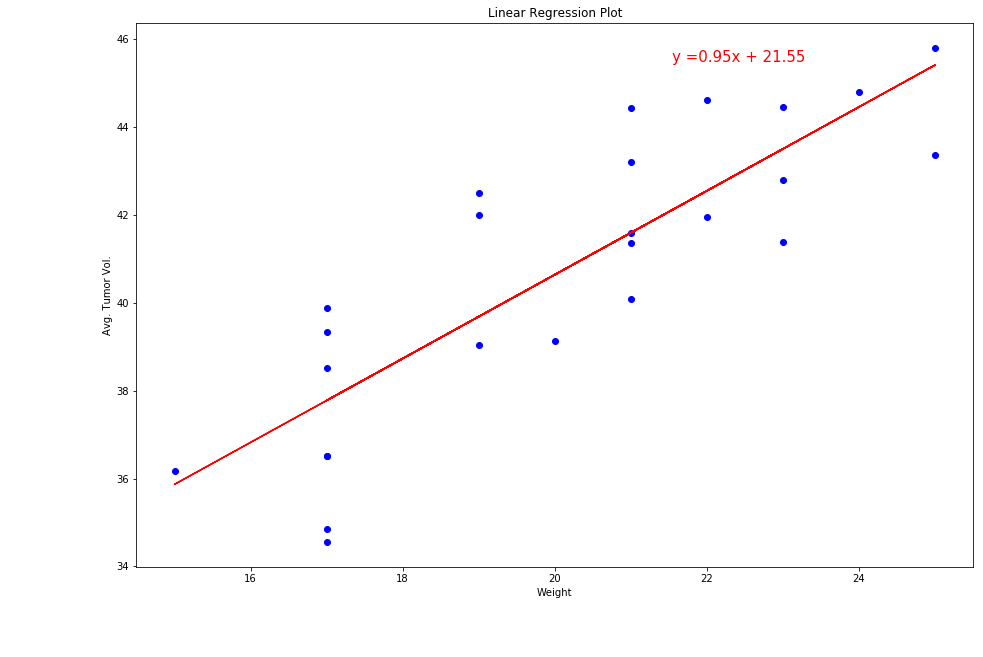 Linear Regression Plot
y =0.95x + 21.55
46
44
42
40
38
36
34
Avg. Tumor Vol.
16 18 20 22 24
Weight